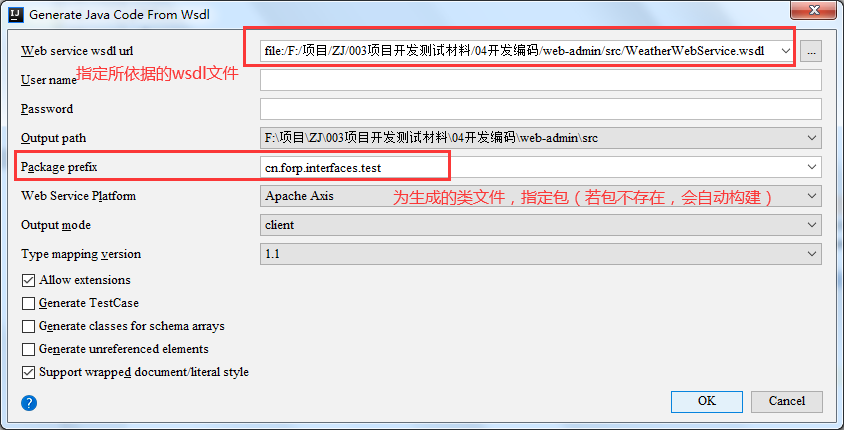 Generate Java Code From Wsdl
Web service wsdl url file:/F:/项目/ZJ/003项目开发测试材料/04开发编码/web-admin/src/WeatherWebService.wsdl ...
指定所依据的wsdl文件
User name
Password
Output path F:\项目\ZJ\003项目开发测试材料\04开发编码\web-admin\src
Package prefix cn.forp.interfaces.test
Web Service Platform Apache Axis
为生成的类文件，指定包（若包不存在，会自动构建）
Output mode client
Type mapping version 1.1
Allow extensions
Generate TestCase
Generate classes for schema arrays
Generate unreferenced elements
Support wrapped document/literal style
? OK Cancel